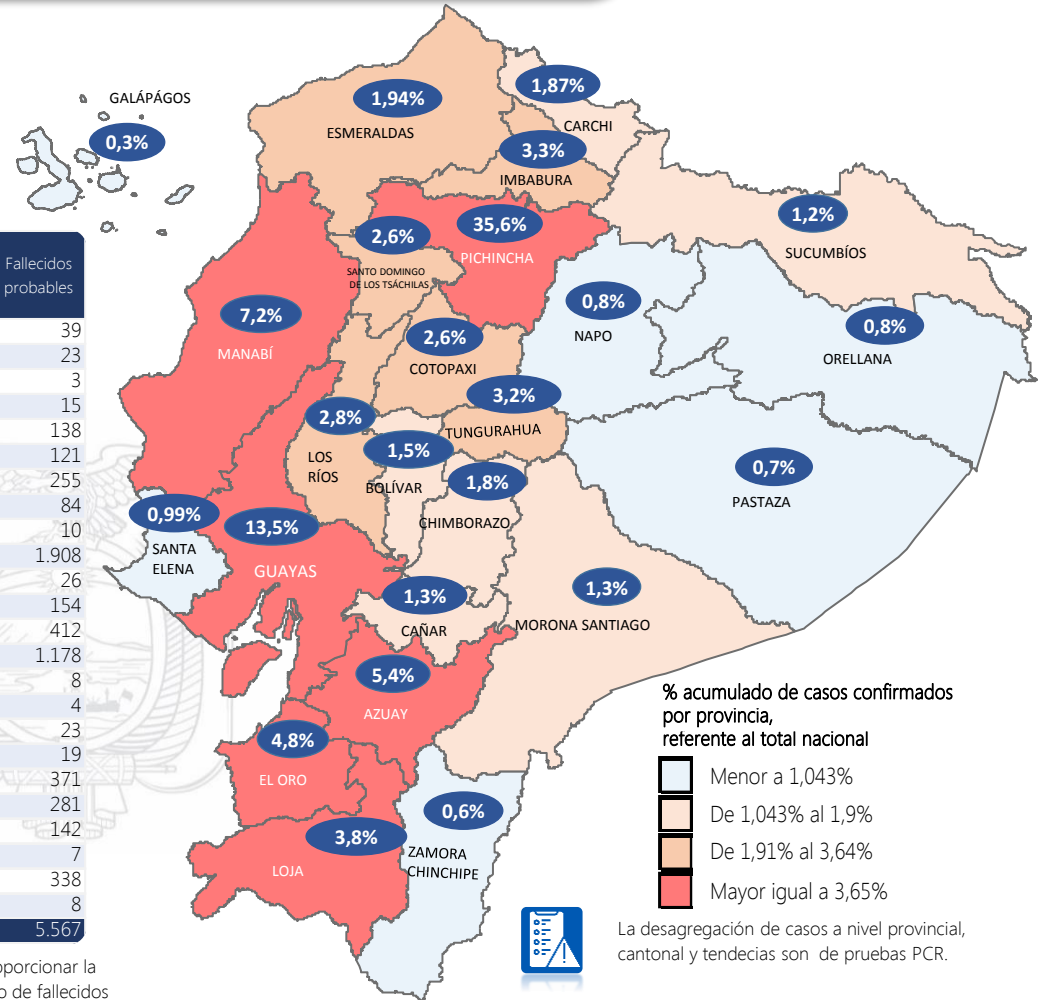 GALÁPÁGOS
0,3%
1,94%
ESMERALDAS
1,87%
CARCHI
3,3%
IMBABURA
1,2%
SUCUMBÍOS
2,6%
SANTO DOMINGO
DE LOS TSÁCHILAS
35,6%
PICHINCHA
7,2%
MANABÍ
0,8%
NAPO
0,8%
ORELLANA
2,6%
COTOPAXI
3,2%
TUNGURAHUA
2,8%
LOS
RÍOS
1,5%
BOLÍVAR
1,8%
CHIMBORAZO
0,7%
PASTAZA
0,99%
SANTA
ELENA
13,5%
GUAYAS
1,3%
CAÑAR
1,3%
MORONA SANTIAGO
5,4%
AZUAY
4,8%
EL ORO
3,8%
LOJA
0,6%
ZAMORA
CHINCHIPE
Fallecidos
probables
39
23
3
15
138
121
255
84
10
1.908
26
154
412
1.178
8
4
23
19
371
281
142
7
338
8
5.567
oporcionar la
o de fallecidos
% acumulado de casos confirmados
por provincia,
referente al total nacional
Menor a 1,043%
De 1,043% al 1,9%
De 1,91% al 3,64%
Mayor igual a 3,65%
La desagregación de casos a nivel provincial,
cantonal y tendecias son de pruebas PCR.